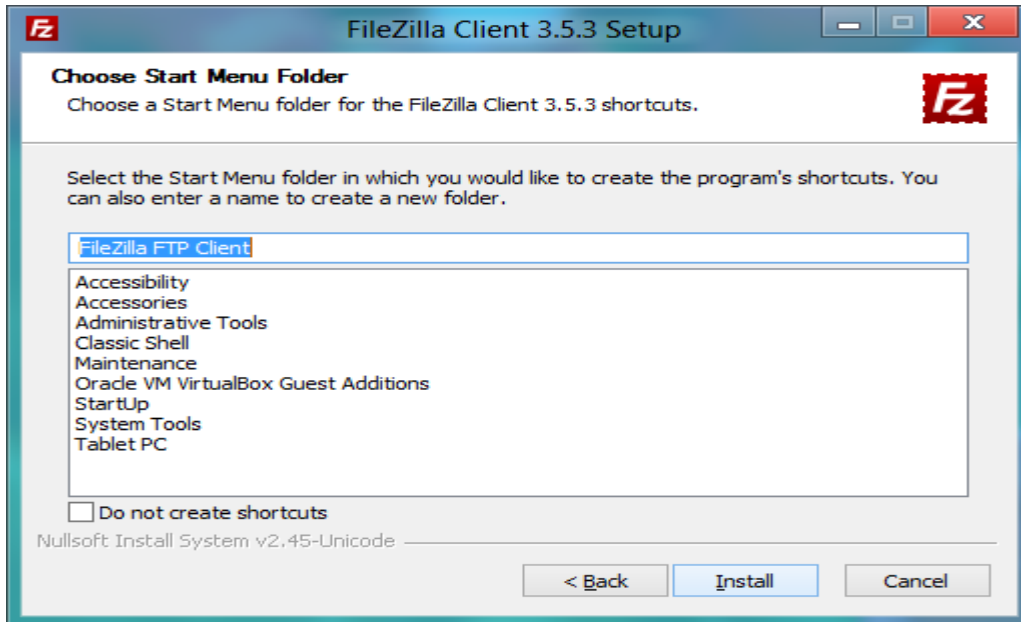 FileZilla Client 3.5.3 Setup
Choose Start Menu Folder
Choose a Start Menu folder for the FileZilla Client 3.5.3 shortcuts.
Select the Start Menu folder in which you would like to create the program's shortcuts. You
can also enter a name to create a new folder.
FileZilla FTP Client
Accessibility
Accessories
Administrative Tools
Classic Shell
Maintenance
Oracle VM VirtualBox Guest Additions
StartUp
System Tools
Tablet PC
Do not create shortcuts
Nullsoft Install System v2.45-Unicode
< Back Install Cancel